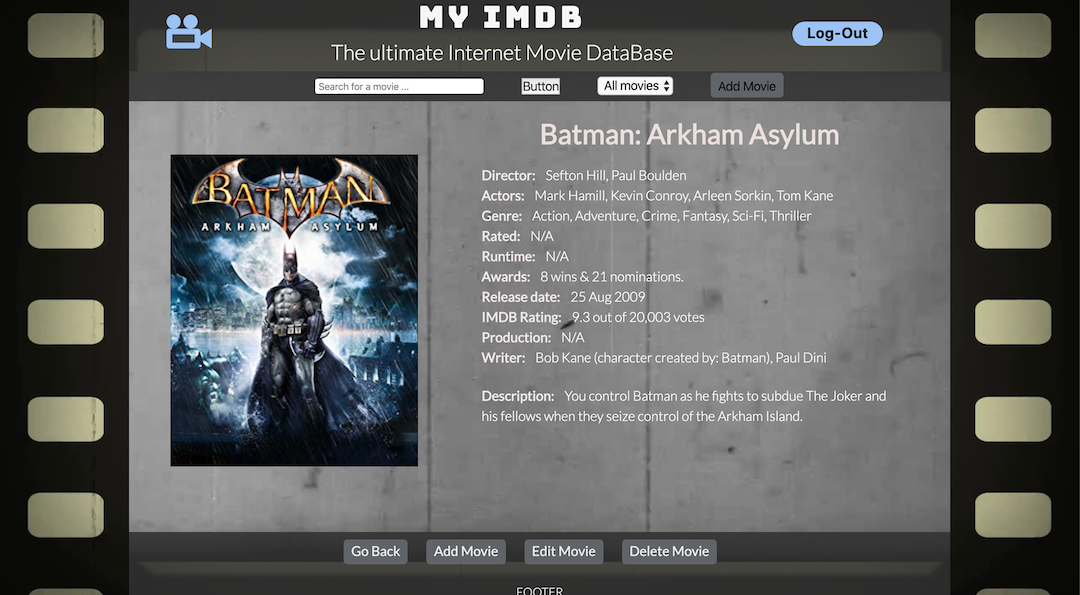 MY IMDB
The ultimate Internet Movie DataBase
Log-Out
Search for a movie ...
Button
All movies
Add Movie
Batman: Arkham Asylum
BATMAN
ARKHAM ASYLUM
Director: Sefton Hill, Paul Boulden
Actors: Mark Hamill, Kevin Conroy, Arleen Sorkin, Tom Kane
Genre: Action, Adventure, Crime, Fantasy, Sci-Fi, Thriller
Rated: N/A
Runtime: N/A
Awards: 8 wins & 21 nominations.
Release date: 25 Aug 2009
IMDB Rating: 9.3 out of 20,003 votes
Production: N/A
Writer: Bob Kane (character created by: Batman), Paul Dini
Description: You control Batman as he fights to subdue The Joker and
his fellows when they seize control of the Arkham Island.
Go Back
Add Movie
Edit Movie
Delete Movie
FOOTER